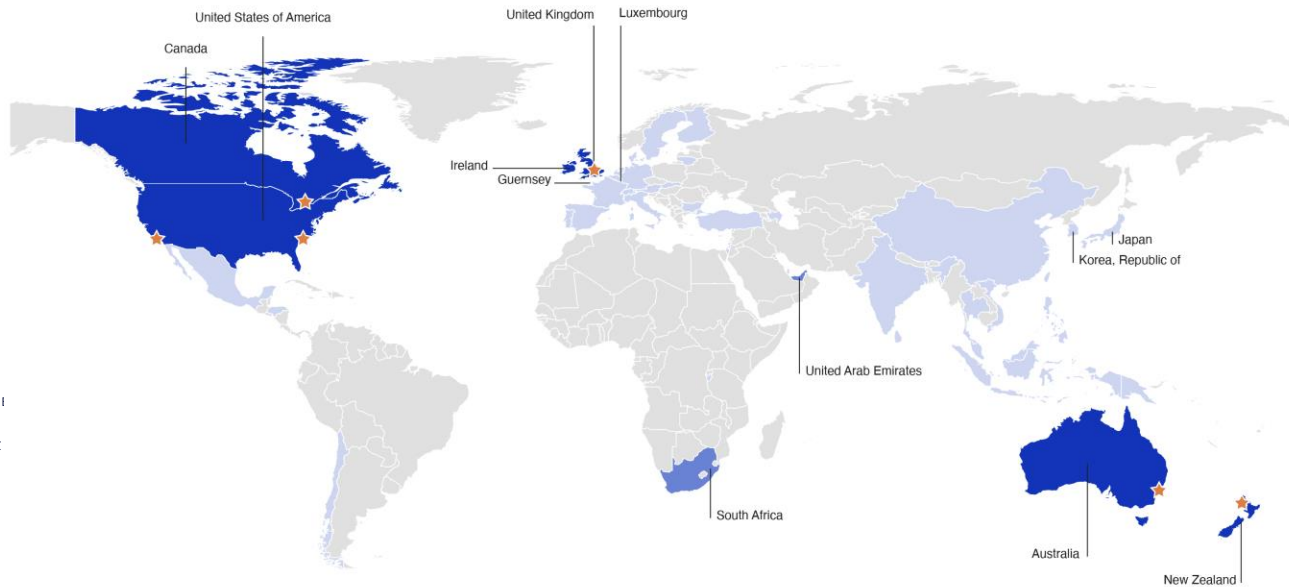 United States of America
United Kingdom
Luxembourg
Canada
Ireland
Guernsey
Japan
Korea, Republic of
United Arab Emirates
South Africa
Australia
New Zealand